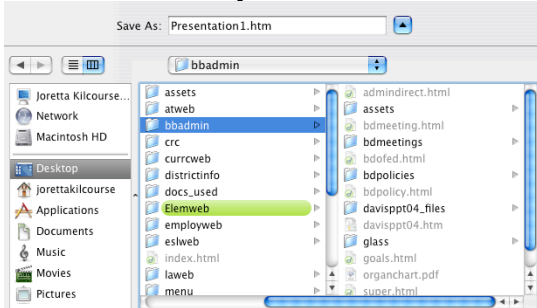 Save As: Presentation1.htm
bbadmin
Joretta Kilcourse...
Network
Macintosh HD
Desktop
jorettakilcourse
Applications
Documents
Music
Movies
Pictures
assets
atweb
bbadmin
crc
currcweb
districtinfo
docs_used
Elemweb
employweb
eslweb
index.html
laweb
menu
admindirect.html
assets
bdmeeting.html
bdmeetings
bdofed.html
bdpolicies
bdpolicy.html
davisppt04_files
davisppt04.htm
glass
goals.html
organchart.pdf
super.html